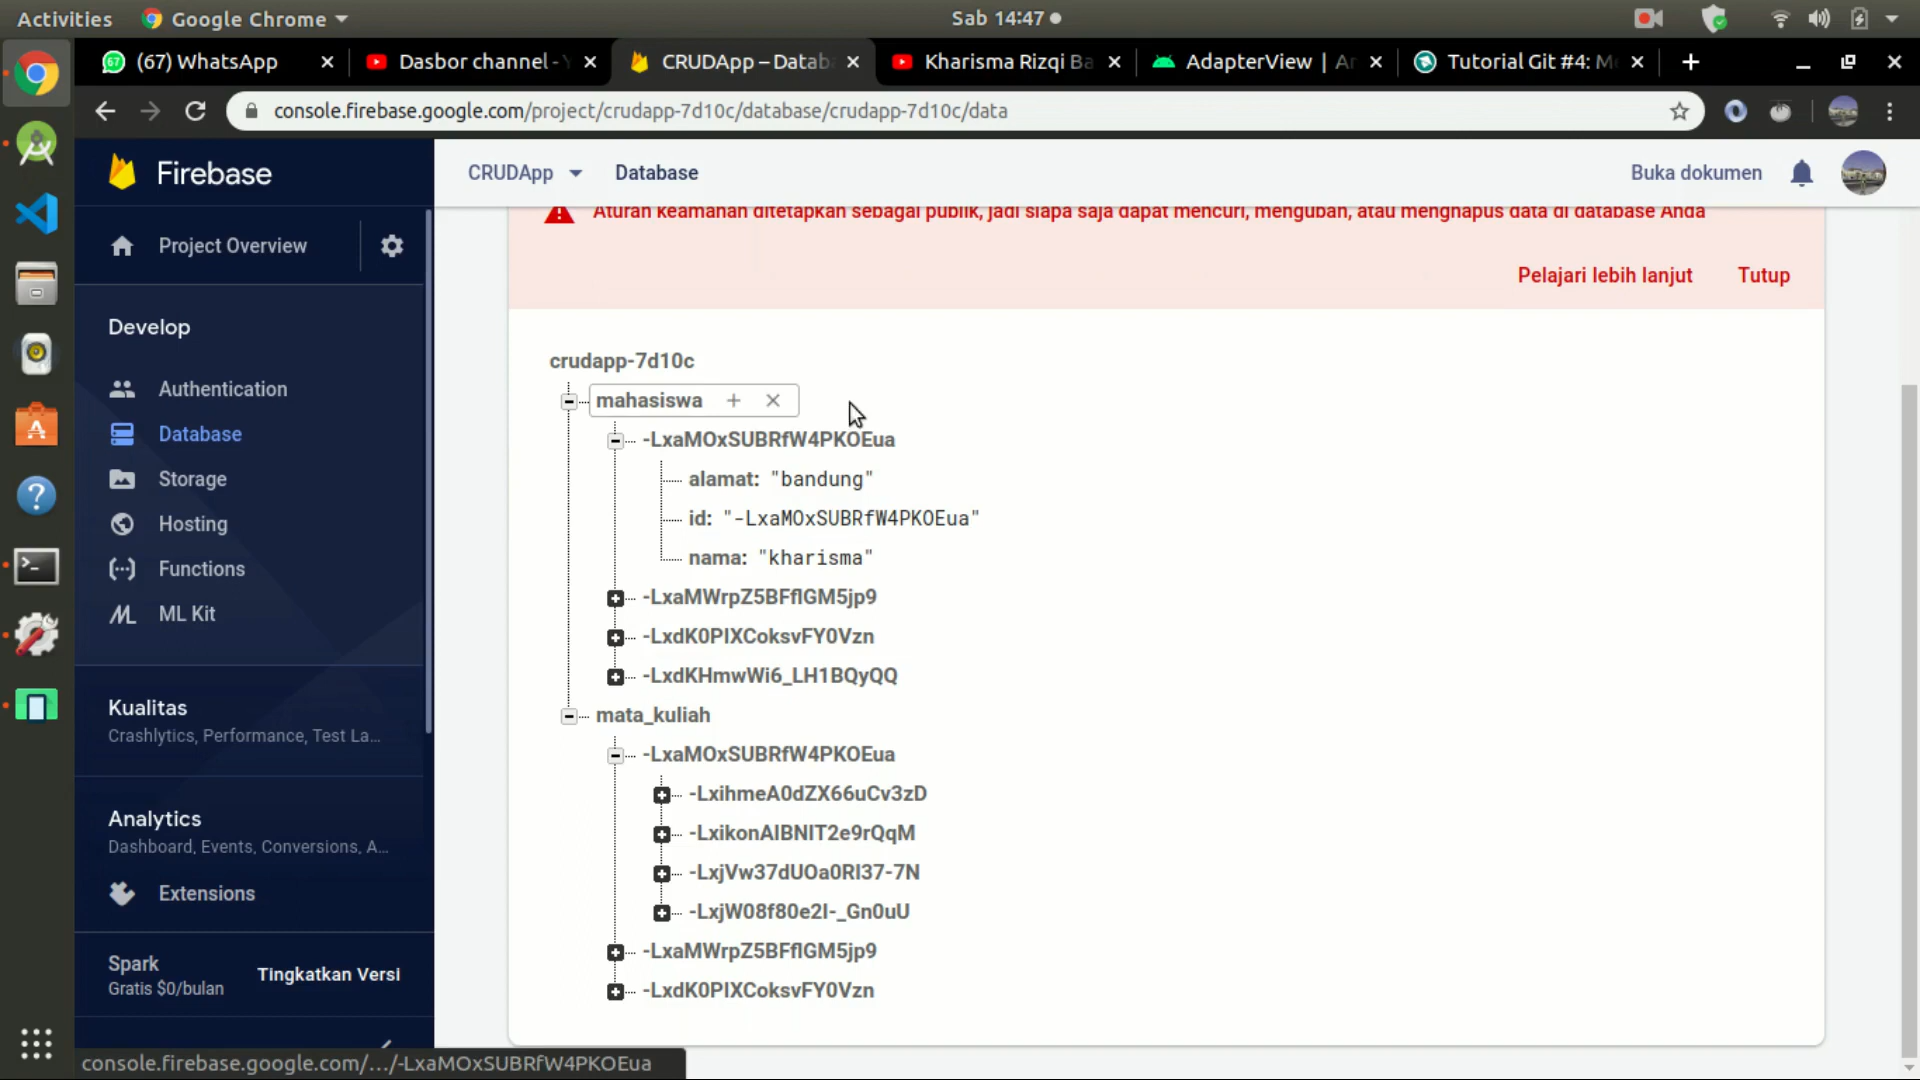 Activities
Google Chrome
Sab 14:47
(67) WhatsApp
Dasbor channel - Y
CRUDApp – Datab
Kharisma Rizqi Ba
AdapterView | An
Tutorial Git #4: Me
console.firebase.google.com/project/crudapp-7d10c/database/crudapp-7d10c/data
Firebase
CRUDApp
Database
Buka dokumen
Project Overview
Aturan keamanan ditetapkan sebagai publik, jadi siapa saja dapat mencuri, mengubah, atau menghapus data di database Anda
Pelajari lebih lanjut
Tutup
Develop
Authentication
Database
Storage
Hosting
Functions
ML Kit
Kualitas
Crashlytics, Performance, Test La…
Analytics
Dashboard, Events, Conversions, A…
Extensions
Spark
Gratis $0/bulan
Tingkatkan Versi
crudapp-7d10c
mahasiswa
-LxaMOxSUBRfW4PKOEua
alamat: "bandung"
id: "-LxaMOxSUBRfW4PKOEua"
nama: "kharisma"
-LxaMWrpZ5BFflGM5jp9
-LxdK0PIXCoksvFY0Vzn
-LxdKHmwWi6_LH1BQyQQ
mata_kuliah
-LxaMOxSUBRfW4PKOEua
-LxihmeA0dZX66uCv3zD
-LxikonAlBNIT2e9rQqM
-LxjVw37dUOa0RI37-7N
-LxjW08f80e2I-_Gn0uU
-LxaMWrpZ5BFflGM5jp9
-LxdK0PIXCoksvFY0Vzn
console.firebase.google.com/…/-LxaMOxSUBRfW4PKOEua